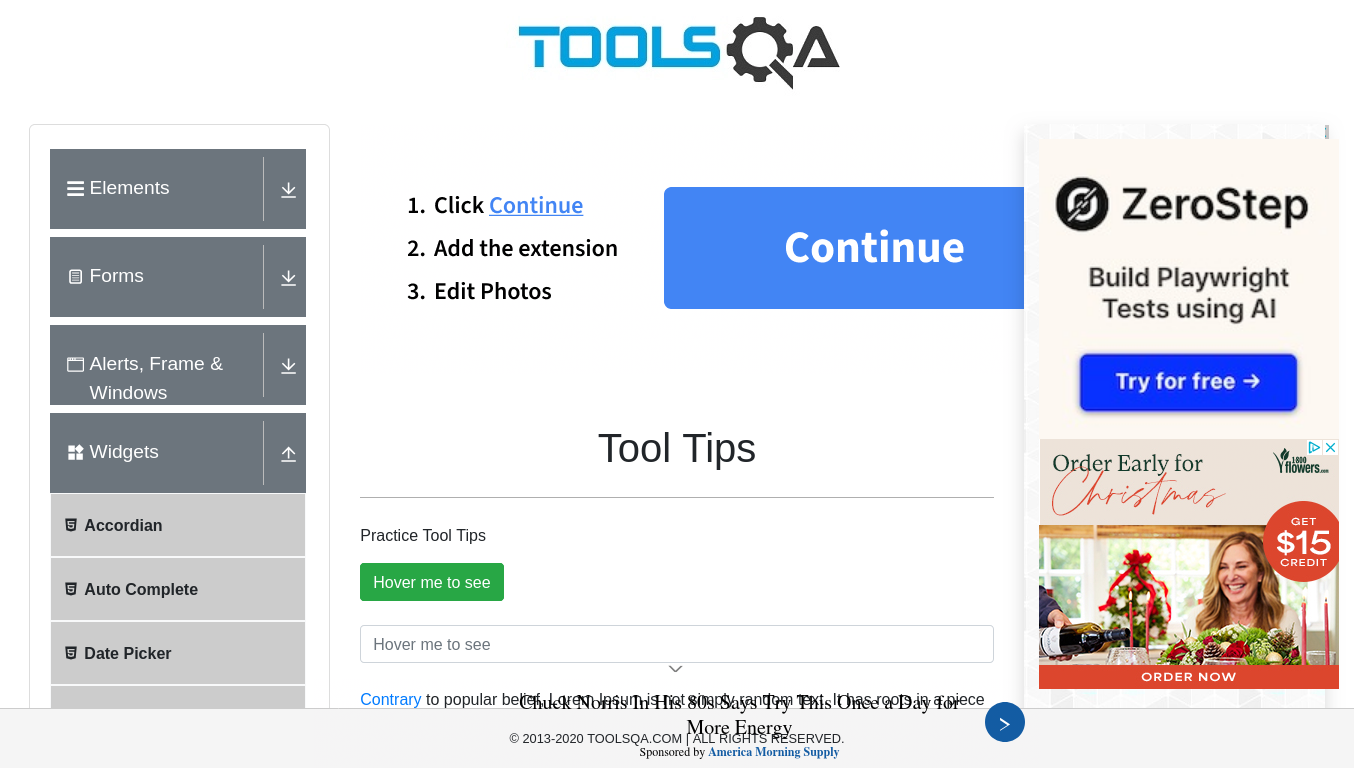 TOOLSQA
Elements
Forms
Alerts, Frame &
Windows
Widgets
Accordian
Auto Complete
Date Picker
1. Click Continue
2. Add the extension
3. Edit Photos
Continue
Tool Tips
Practice Tool Tips
Hover me to see
Hover me to see
Contrary to popular belief, Lorem Ipsum is not simply random text. It has roots in a piece
Chuck Norris In His 80s Says Try This Once a Day for
More Energy
© 2013-2020 TOOLSQA.COM | ALL RIGHTS RESERVED.
Sponsored by America Morning Supply
ZeroStep
Build Playwright
Tests using AI
Try for free →
Order Early for
Christmas
1800
flowers.com
GET
$15
CREDIT
ORDER NOW